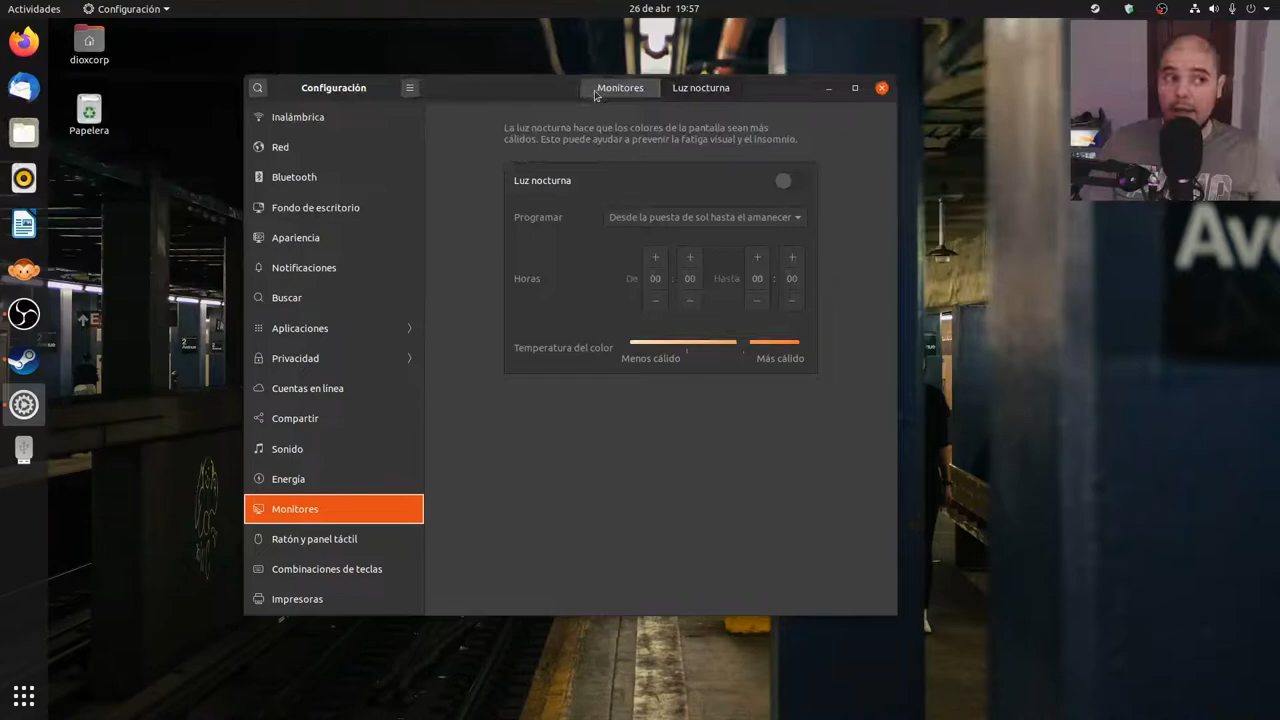 Actividades
Configuración
26 de abr 19:57
dioxcorp
Papelera
Configuración
Monitores
Luz nocturna
Inalámbrica
Red
Bluetooth
Fondo de escritorio
Apariencia
Notificaciones
Buscar
Aplicaciones
Privacidad
Cuentas en línea
Compartir
Sonido
Energía
Monitores
Ratón y panel táctil
Combinaciones de teclas
Impresoras
La luz nocturna hace que los colores de la pantalla sean más
cálidos. Esto puede ayudar a prevenir la fatiga visual y el insomnio.
Luz nocturna
Programar
Desde la puesta de sol hasta el amanecer
Horas
De 00 : 00 Hasta 00 : 00
Temperatura del color
Menos cálido
Más cálido
Ave